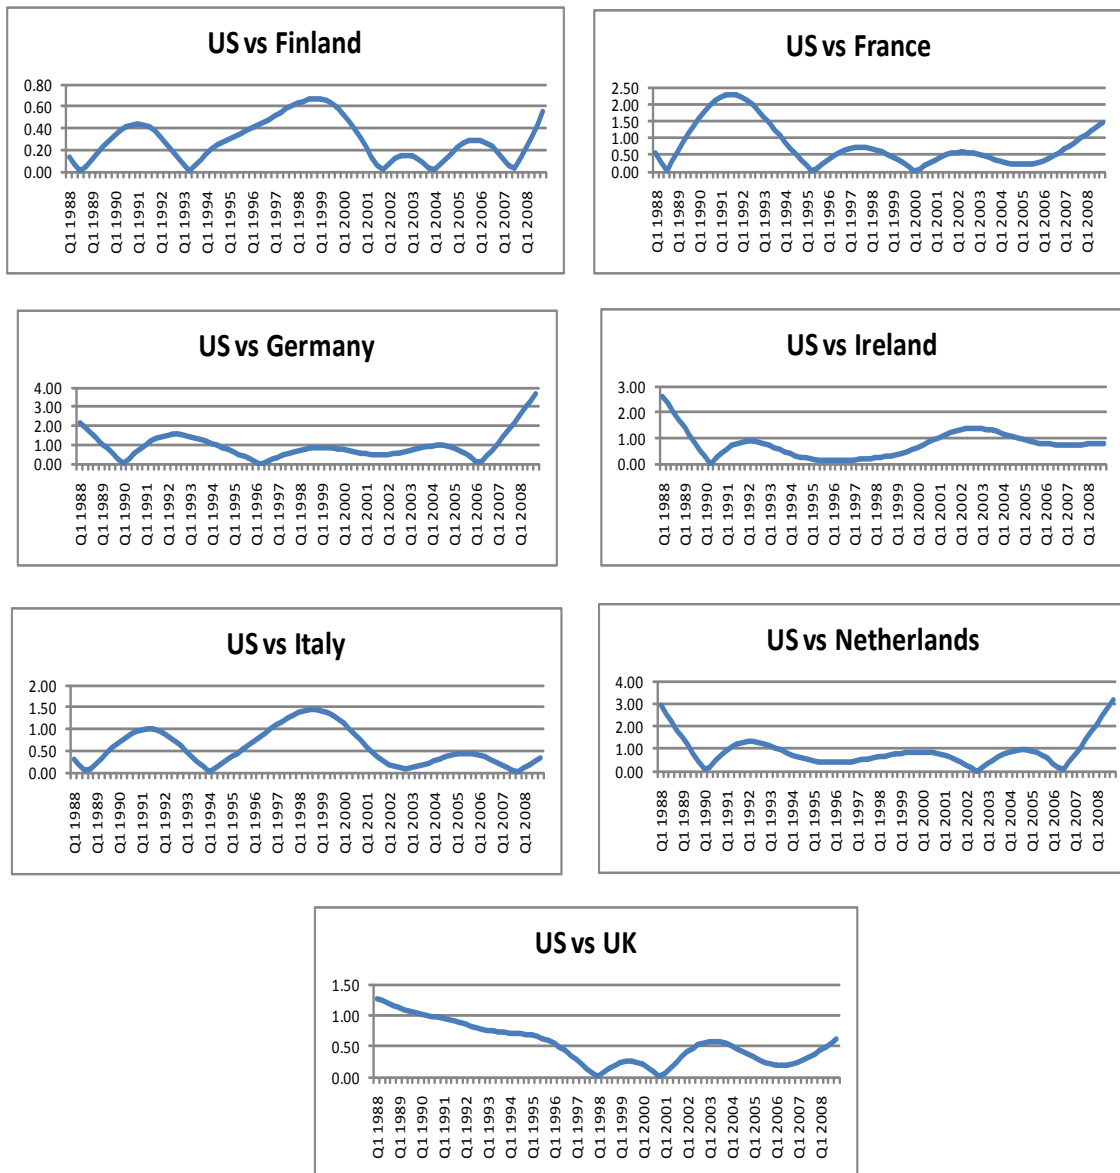 US vs Finland
0.80
0.60
0.40
0.20
0.00
Q1 1988
Q1 1989
Q1 1990
Q1 1991
Q1 1992
Q1 1993
Q1 1994
Q1 1995
Q1 1996
Q1 1997
Q1 1998
Q1 1999
Q1 2000
Q1 2001
Q1 2002
Q1 2003
Q1 2004
Q1 2005
Q1 2006
Q1 2007
Q1 2008
US vs France
2.50
2.00
1.50
1.00
0.50
0.00
Q1 1988
Q1 1989
Q1 1990
Q1 1991
Q1 1992
Q1 1993
Q1 1994
Q1 1995
Q1 1996
Q1 1997
Q1 1998
Q1 1999
Q1 2000
Q1 2001
Q1 2002
Q1 2003
Q1 2004
Q1 2005
Q1 2006
Q1 2007
Q1 2008
US vs Germany
4.00
3.00
2.00
1.00
0.00
Q1 1988
Q1 1989
Q1 1990
Q1 1991
Q1 1992
Q1 1993
Q1 1994
Q1 1995
Q1 1996
Q1 1997
Q1 1998
Q1 1999
Q1 2000
Q1 2001
Q1 2002
Q1 2003
Q1 2004
Q1 2005
Q1 2006
Q1 2007
Q1 2008
US vs Ireland
3.00
2.00
1.00
0.00
Q1 1988
Q1 1989
Q1 1990
Q1 1991
Q1 1992
Q1 1993
Q1 1994
Q1 1995
Q1 1996
Q1 1997
Q1 1998
Q1 1999
Q1 2000
Q1 2001
Q1 2002
Q1 2003
Q1 2004
Q1 2005
Q1 2006
Q1 2007
Q1 2008
US vs Italy
2.00
1.50
1.00
0.50
0.00
Q1 1988
Q1 1989
Q1 1990
Q1 1991
Q1 1992
Q1 1993
Q1 1994
Q1 1995
Q1 1996
Q1 1997
Q1 1998
Q1 1999
Q1 2000
Q1 2001
Q1 2002
Q1 2003
Q1 2004
Q1 2005
Q1 2006
Q1 2007
Q1 2008
US vs Netherlands
4.00
3.00
2.00
1.00
0.00
Q1 1988
Q1 1989
Q1 1990
Q1 1991
Q1 1992
Q1 1993
Q1 1994
Q1 1995
Q1 1996
Q1 1997
Q1 1998
Q1 1999
Q1 2000
Q1 2001
Q1 2002
Q1 2003
Q1 2004
Q1 2005
Q1 2006
Q1 2007
Q1 2008
US vs UK
1.50
1.00
0.50
0.00
Q1 1988
Q1 1989
Q1 1990
Q1 1991
Q1 1992
Q1 1993
Q1 1994
Q1 1995
Q1 1996
Q1 1997
Q1 1998
Q1 1999
Q1 2000
Q1 2001
Q1 2002
Q1 2003
Q1 2004
Q1 2005
Q1 2006
Q1 2007
Q1 2008